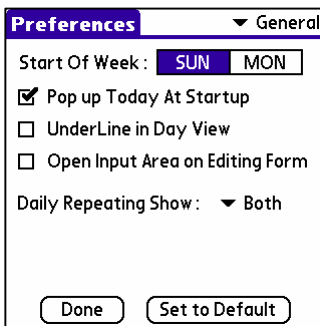 Preferences General
Start Of Week : SUN MON
Pop up Today At Startup
UnderLine in Day View
Open Input Area on Editing Form
Daily Repeating Show : Both
Done Set to Default